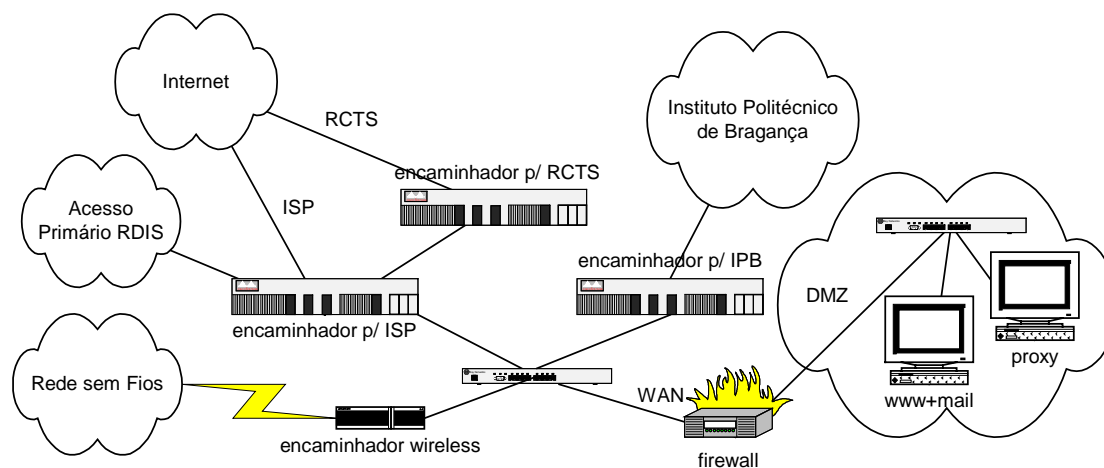 Internet
RCTS
Instituto Politécnico
de Bragança
encaminhador p/ RCTS
Acesso
Primário RDIS
ISP
encaminhador p/ IPB
DMZ
encaminhador p/ ISP
proxy
Rede sem Fios
WAN
www+mail
encaminhador wireless
firewall